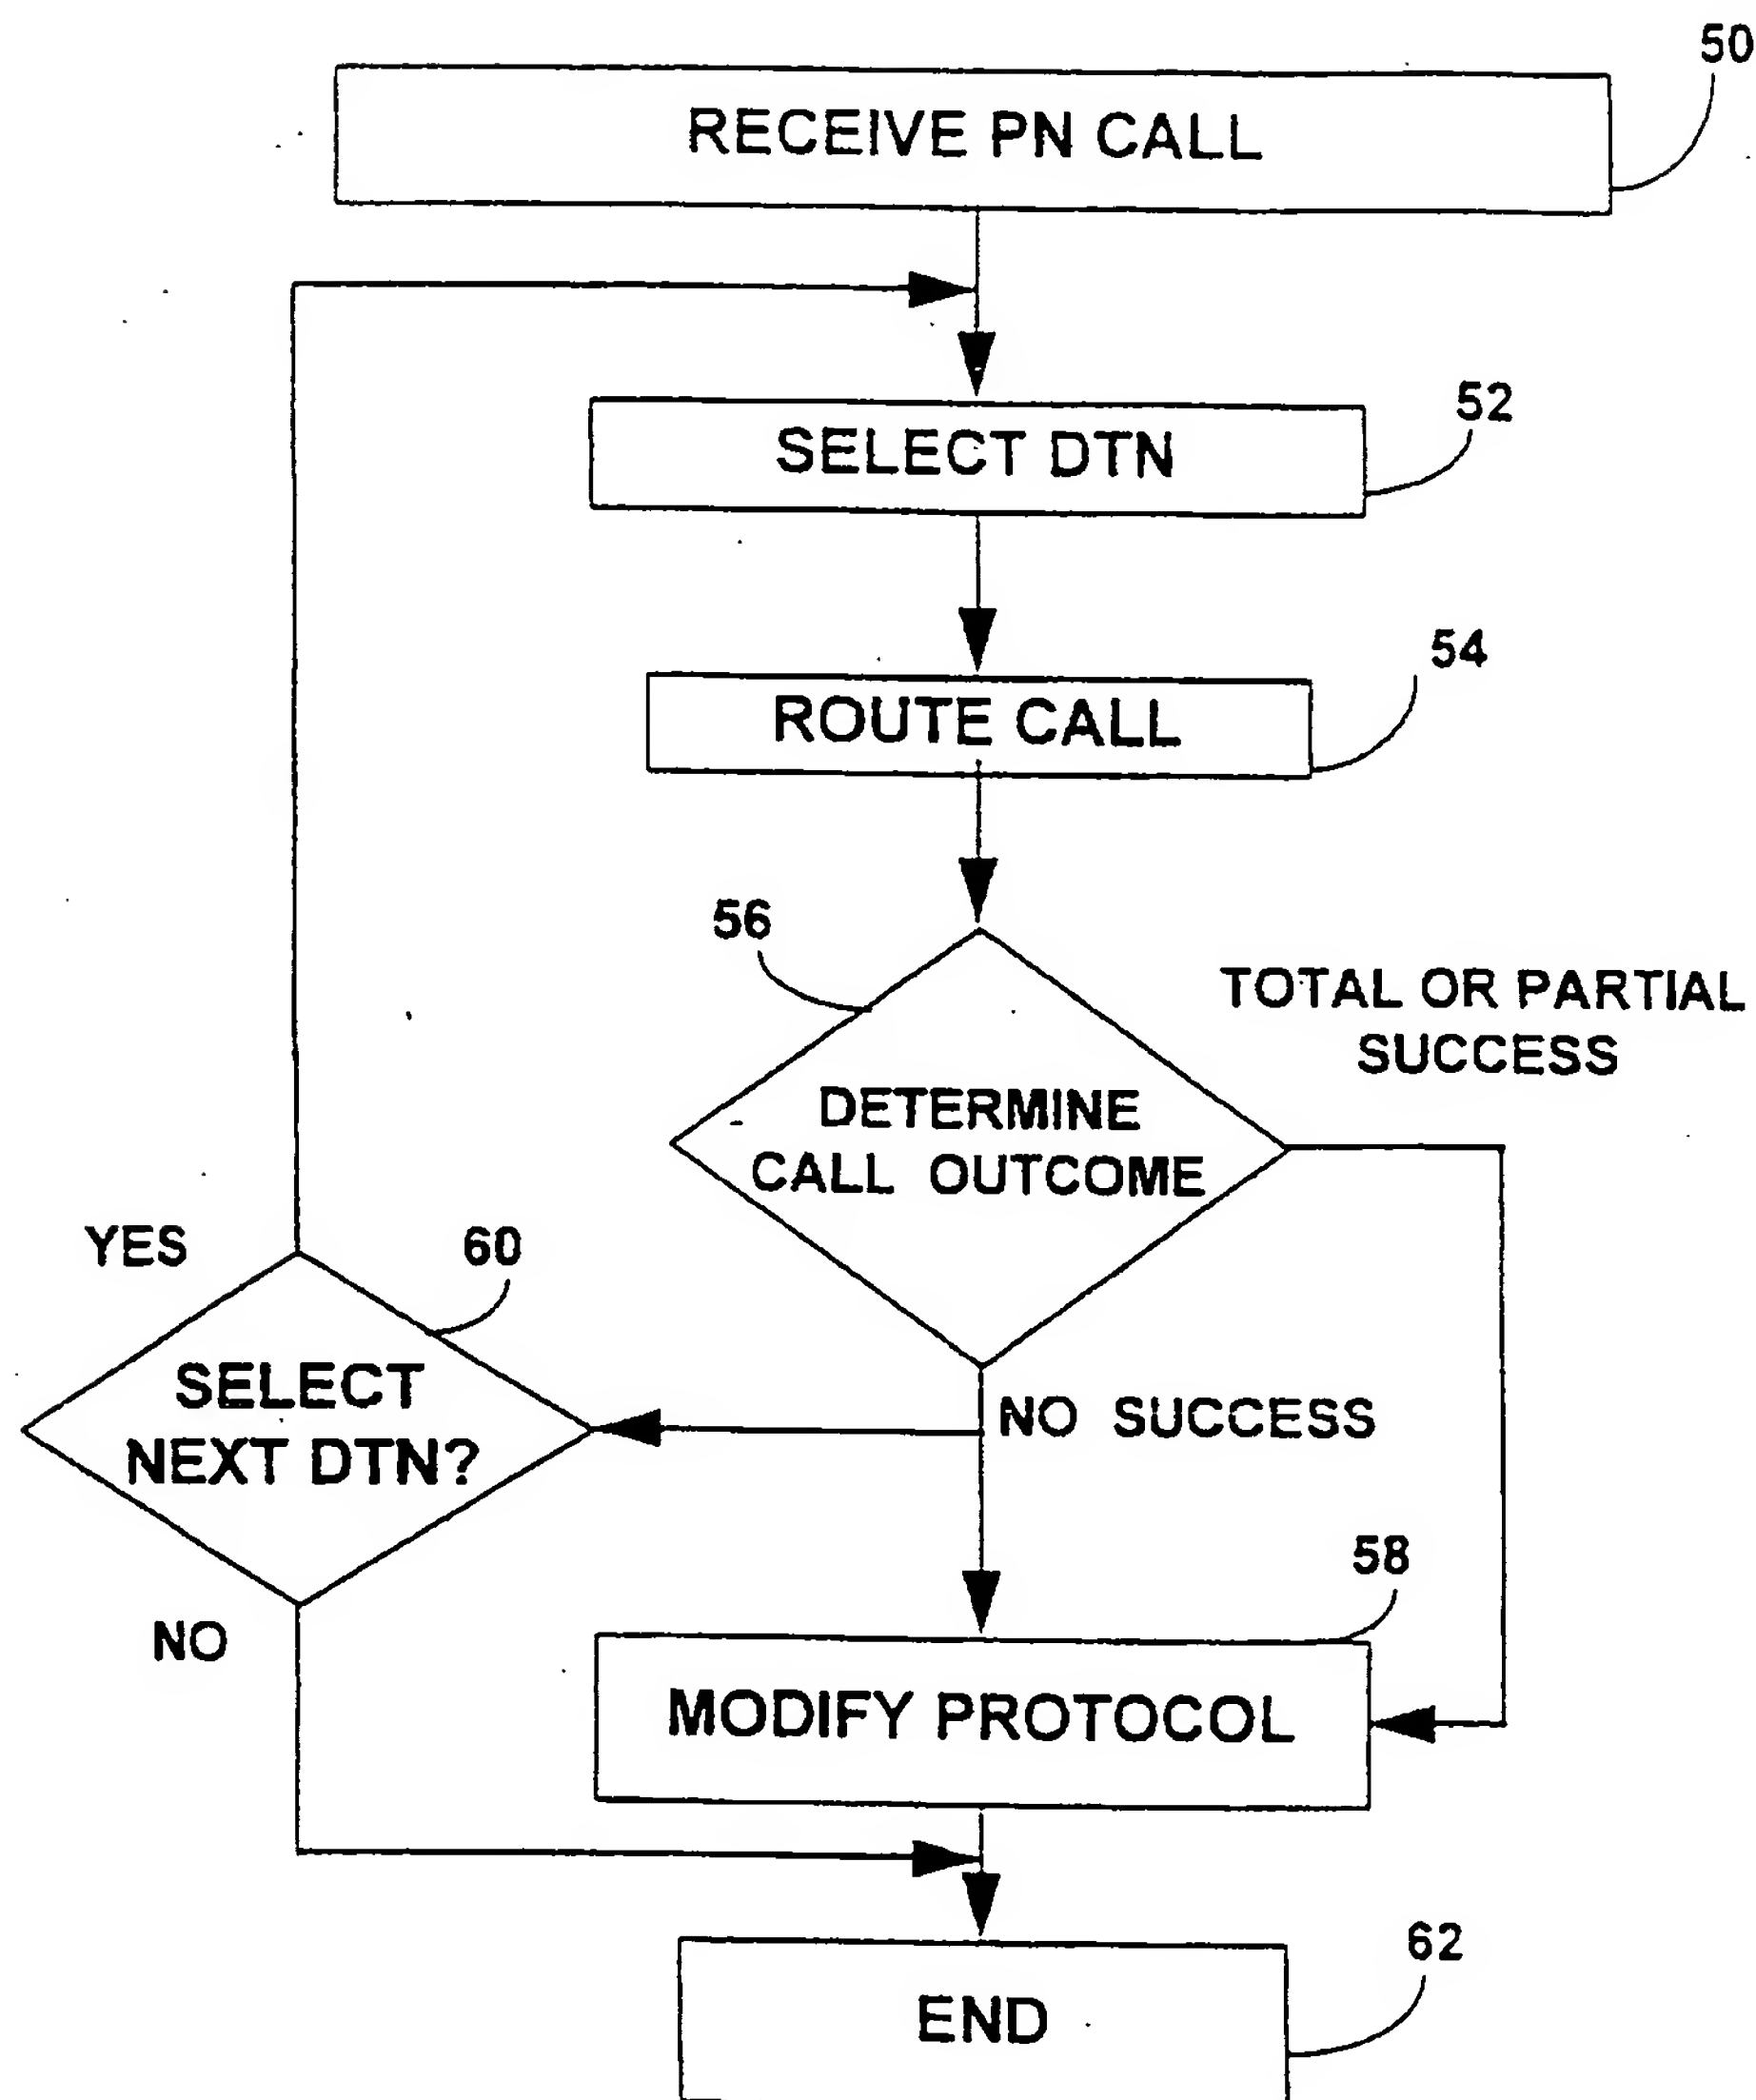 50
RECEIVE PN CALL
52
SELECT DTN
54
ROUTE CALL
56
TOTAL OR PARTIAL
SUCCESS
DETERMINE
CALL OUTCOME
YES
60
SELECT
NEXT DTN?
NO SUCCESS
58
NO
MODIFY PROTOCOL
62
END